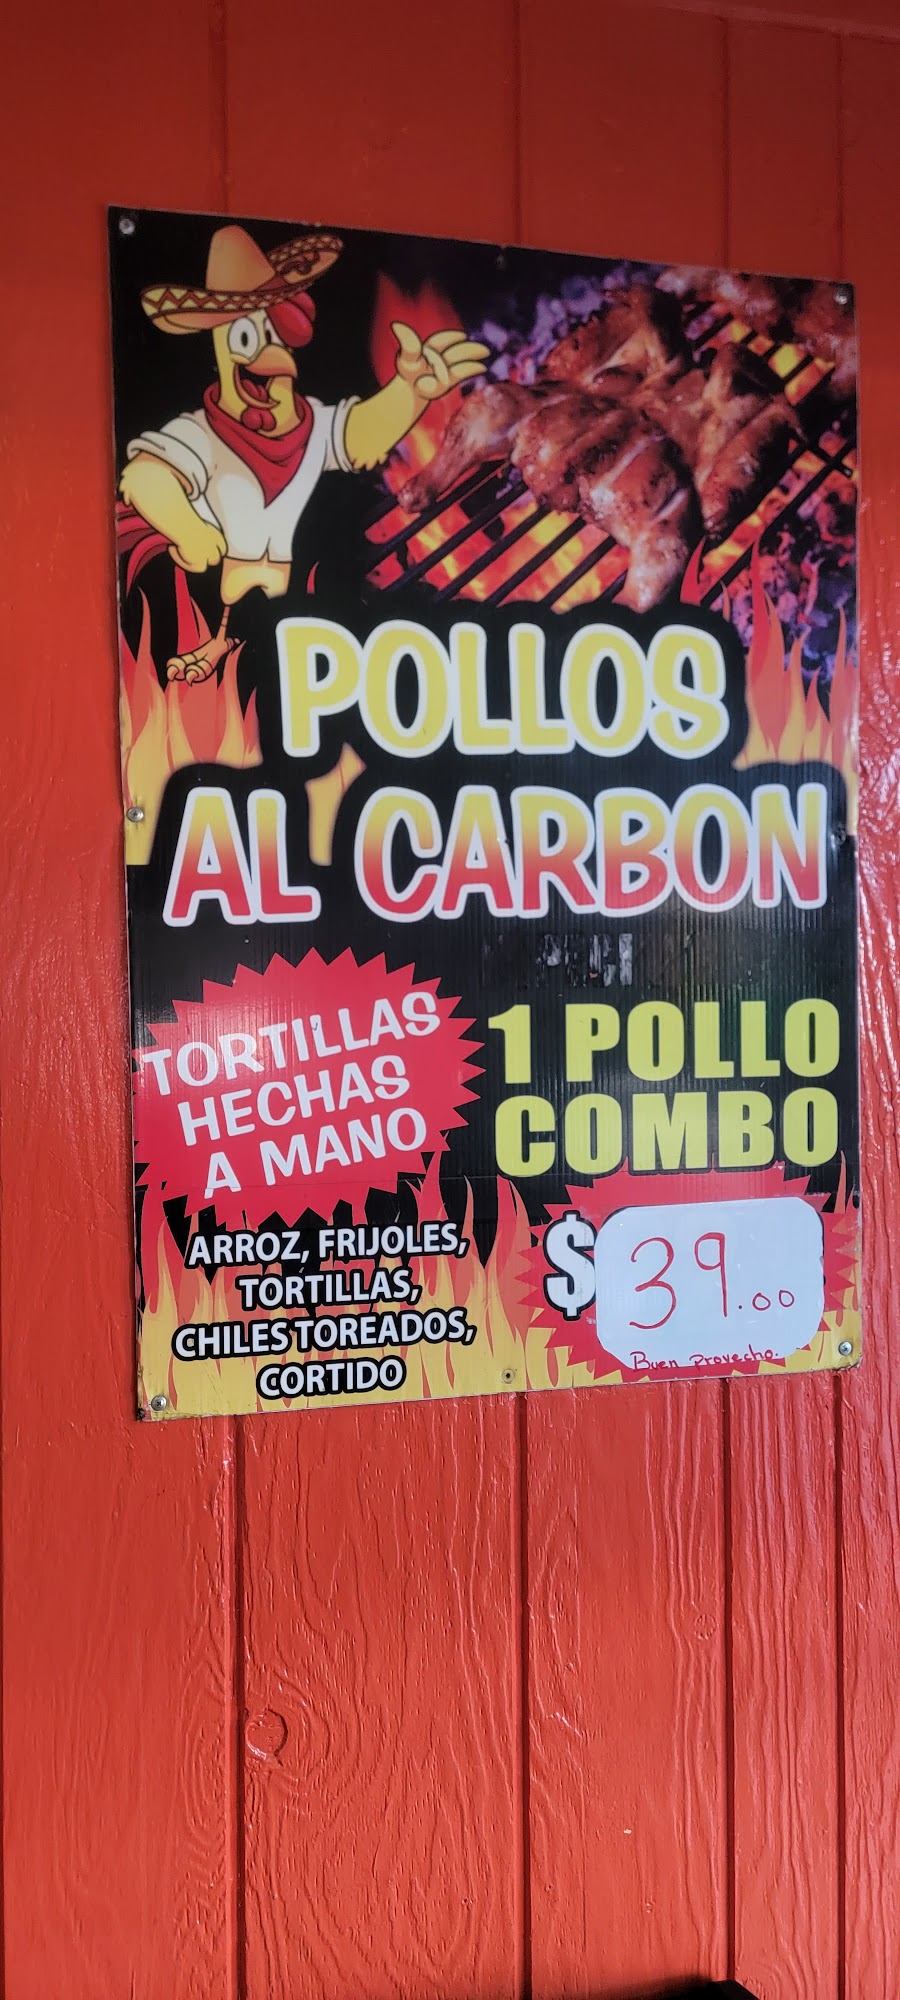 POLLOS
AL CARBON
TORTILLAS
HECHAS
A MANO
1 POLLO
COMBO
$39.00
Buen Provecho.
ARROZ, FRIJOLES,
TORTILLAS,
CHILES TOREADOS,
CORTIDO